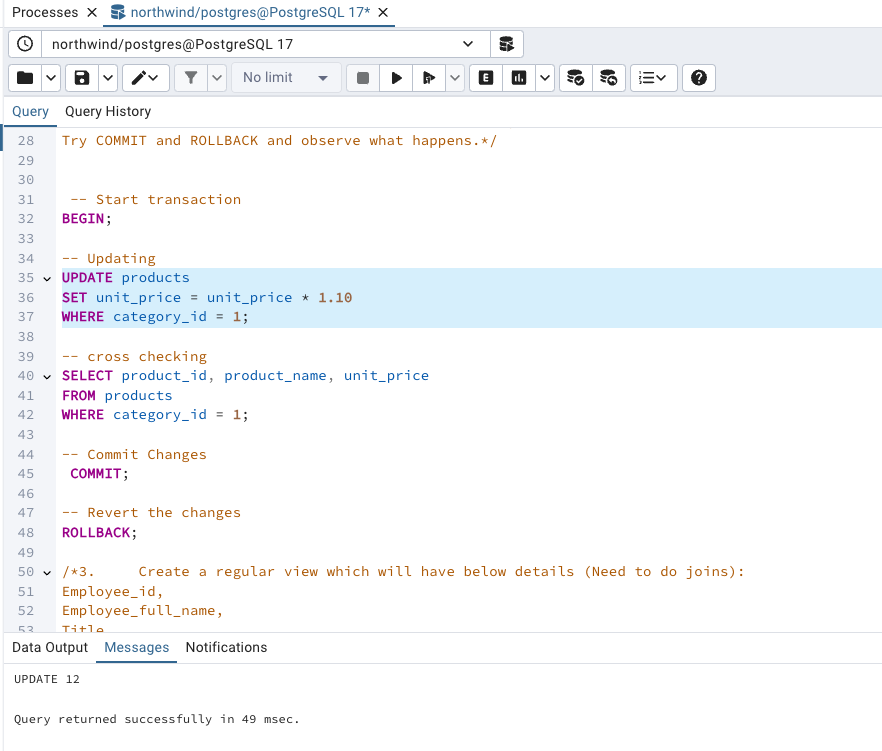 Processes
northwind/postgres@PostgreSQL 17*
northwind/postgres@PostgreSQL 17
No limit
E
Query Query History
28 Try COMMIT and ROLLBACK and observe what happens.*/
29
30
31 -- Start transaction
32 BEGIN;
33
34 -- Updating
35 UPDATE products
36 SET unit_price = unit_price * 1.10
37 WHERE category_id = 1;
38
39 -- cross checking
40 SELECT product_id, product_name, unit_price
41 FROM products
42 WHERE category_id = 1;
43
44 -- Commit Changes
45 COMMIT;
46
47 -- Revert the changes
48 ROLLBACK;
49
50 /*3. Create a regular view which will have below details (Need to do joins):
51 Employee_id,
52 Employee_full_name,
53 Title
Data Output Messages Notifications
UPDATE 12
Query returned successfully in 49 msec.